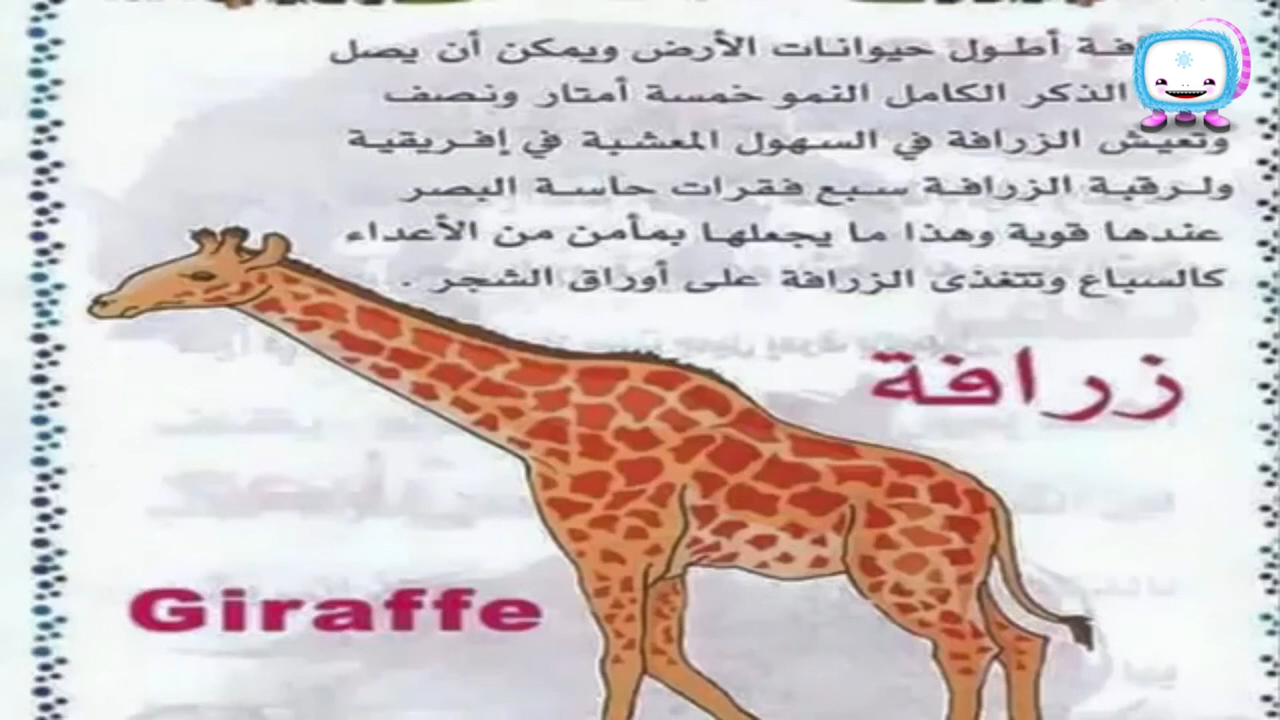 أطول حيوانات الأرض ويمكن أن يصل
الذكر الكامل النمو خمسة أمتار ونصف
وتعيش الزرافة في السهول المعشبة في إفريقية
ولرقبة الزرافة سبع فقرات حاسة البصر
عندها قوية وهذا ما يجعلها بمأمن من الأعداء
كالسباع وتتغذى الزرافة على أوراق الشجر .
زرافة
Giraffe